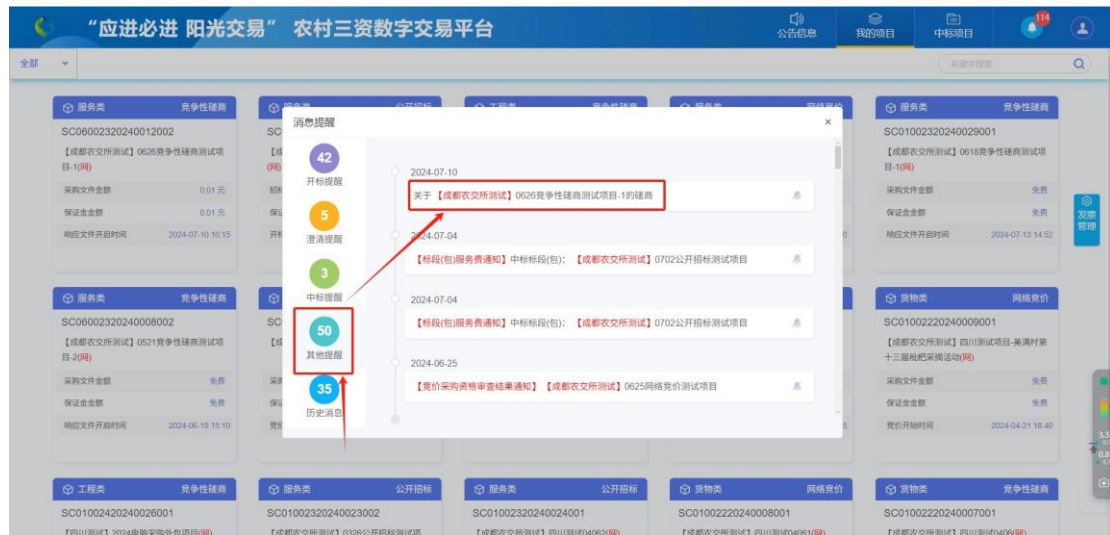 “应进必进 阳光交易” 农村三资数字交易平台
公告信息
我的项目
中标项目
114
全部
关键字搜索
服务类 竞争性磋商
SC06002320240012002
【成都农交所测试】0626竞争性磋商测试项
目-1(网)
采购文件金额 0.01 元
保证金金额 0.01 元
响应文件开启时间 2024-07-10 10:15
服务类 竞争性磋商
SC01002320240029001
【成都农交所测试】0618竞争性磋商测试项
目-1(网)
采购文件金额 免费
保证金金额 免费
响应文件开启时间 2024-07-13 14:52
发票
管理
消息提醒
×
42
开标提醒
5
澄清提醒
3
中标提醒
50
其他提醒
35
历史消息
2024-07-10
关于【成都农交所测试】0626竞争性磋商测试项目-1的磋商
2024-07-04
【标段(包)服务费通知】中标标段(包)：【成都农交所测试】0702公开招标测试项目
2024-07-04
【标段(包)服务费通知】中标标段(包)：【成都农交所测试】0702公开招标测试项目
2024-06-25
【竞价采购资格审查结果通知】【成都农交所测试】0625网络竞价测试项目
服务类 竞争性磋商
SC06002320240008002
【成都农交所测试】0521竞争性磋商测试项
目-2(网)
采购文件金额 免费
保证金金额 免费
响应文件开启时间 2024-06-18 15:10
货物类 网络竞价
SC01002220240009001
【成都农交所测试】四川测试项目-美满村第
十三届枇杷采摘活动(网)
采购文件金额 免费
保证金金额 免费
竞价开始时间 2024-04-21 18:40
工程类 竞争性磋商
SC01002420240026001
服务类 公开招标
SC01002320240023002
服务类 公开招标
SC01002320240024001
货物类 网络竞价
SC01002220240008001
货物类 竞争性磋商
SC01002220240007001